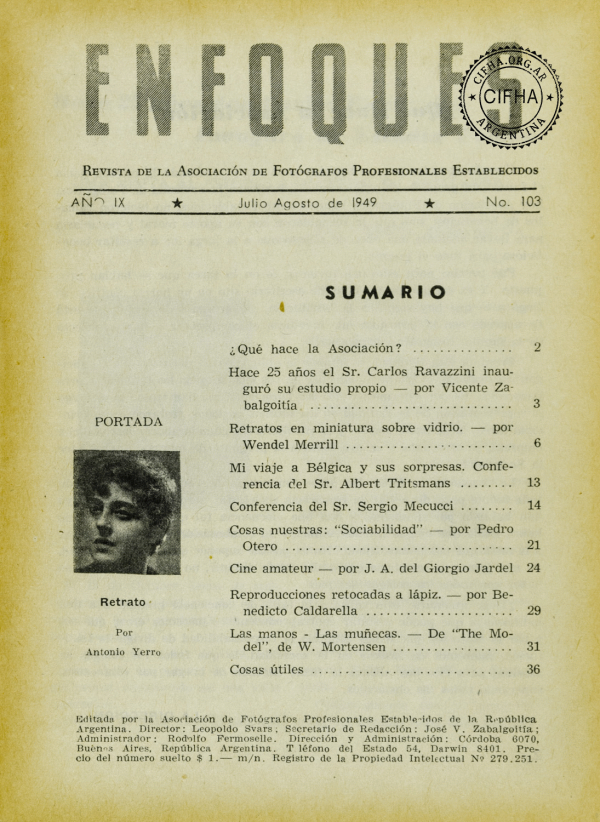 ENFOQUES
CIFHA.ORG.AR
CIFHA
ARGENTINA
REVISTA DE LA ASOCIACIÓN DE FOTÓGRAFOS PROFESIONALES ESTABLECIDOS
AÑO IX ★ Julio Agosto de 1949 ★ No. 103
SUMARIO
¿Qué hace la Asociación? ............... 2
Hace 25 años el Sr. Carlos Ravazzini inau-
guró su estudio propio — por Vicente Za-
balgoitía .............................. 3
Retratos en miniatura sobre vidrio. — por
Wendel Merrill ......................... 6
Mi viaje a Bélgica y sus sorpresas. Confe-
rencia del Sr. Albert Tritsmans ........ 13
Conferencia del Sr. Sergio Mecucci ........ 14
Cosas nuestras: "Sociabilidad" — por Pedro
Otero .................................. 21
Cine amateur — por J. A. del Giorgio Jardel 24
Reproducciones retocadas a lápiz. — por Be-
nedicto Caldarella ...................... 29
Las manos - Las muñecas. — De "The Mo-
del", de W. Mortensen .................. 31
Cosas útiles .............................. 36
PORTADA
Retrato
Por
Antonio Yerro
Editada por la Asociación de Fotógrafos Profesionales Establecidos de la República
Argentina. Director: Leopoldo Svars; Secretario de Redacción: José V. Zabalgoitía;
Administrador: Rodolfo Fermoselle. Dirección y Administración: Córdoba 6070,
Buenos Aires, República Argentina. T léfono del Estado 54, Darwin 8401. Pre-
cio del número suelto $ 1.— m/n. Registro de la Propiedad Intelectual Nº 279.251.